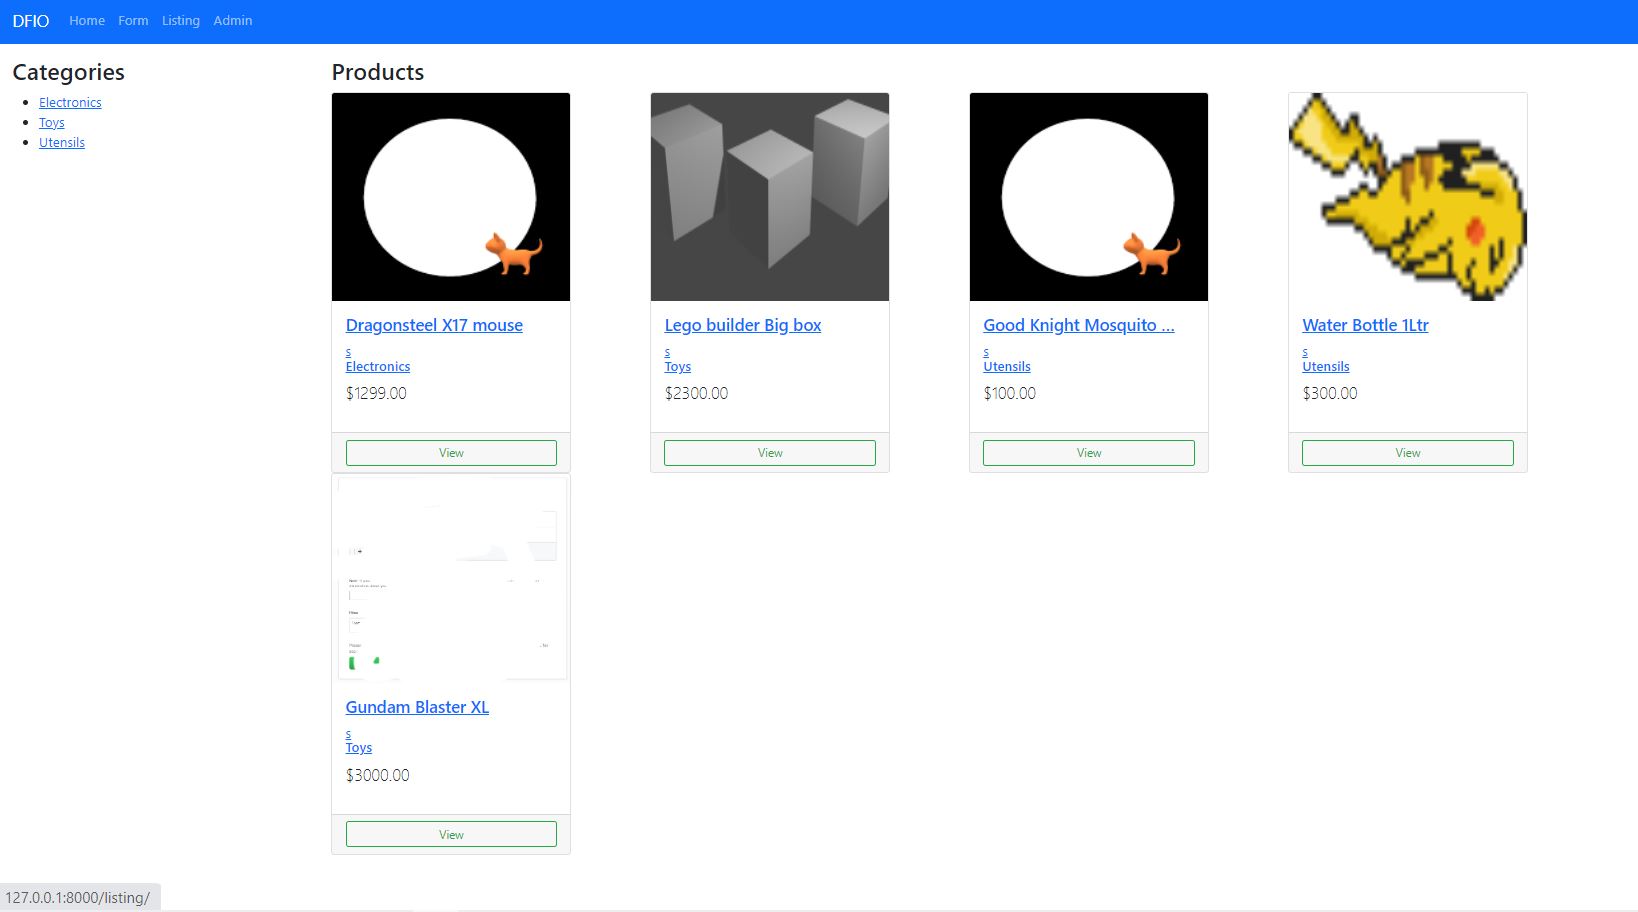 DFIO Home Form Listing Admin
Categories
Electronics
Toys
Utensils
Products
Dragonsteel X17 mouse
s
Electronics
$1299.00
View
Lego builder Big box
s
Toys
$2300.00
View
Good Knight Mosquito ...
s
Utensils
$100.00
View
Water Bottle 1Ltr
s
Utensils
$300.00
View
Gundam Blaster XL
s
Toys
$3000.00
View
127.0.0.1:8000/listing/